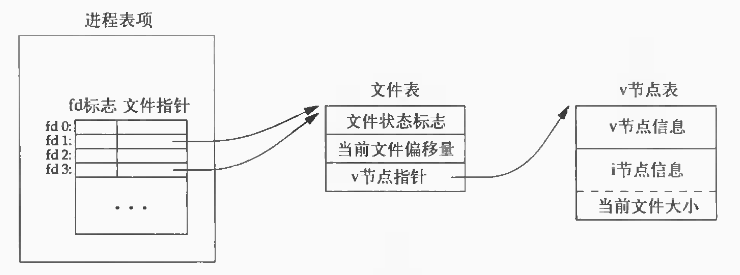 进程表项
fd标志 文件指针
fd 0:
fd 1:
fd 2:
fd 3:
...
文件表
文件状态标志
当前文件偏移量
v节点指针
v节点表
v节点信息
i节点信息
当前文件大小